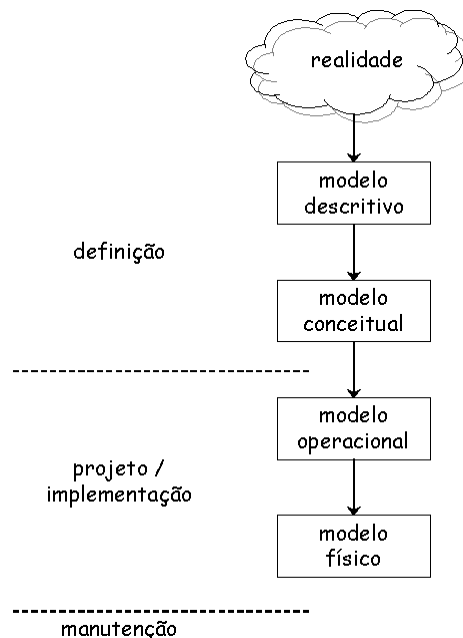 realidade
modelo
descritivo
definição
modelo
conceitual
modelo
operacional
projeto /
implementação
modelo
físico
manutenção